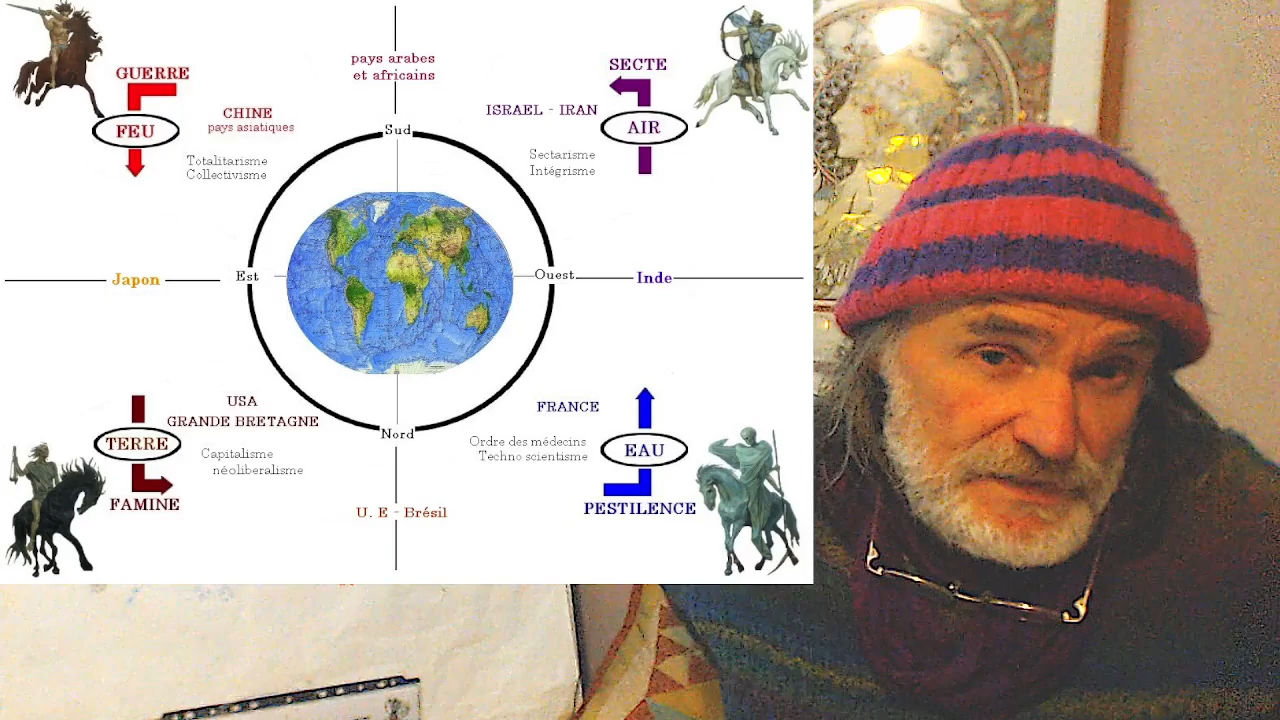 pays arabes
et africains
GUERRE
SECTE
CHINE
pays asiatiques
ISRAEL - IRAN
FEU
Sud
AIR
Totalitarisme
Collectivisme
Sectarisme
Intégrisme
Est
Ouest
Japon
Inde
USA
GRANDE BRETAGNE
FRANCE
Nord
TERRE
Ordre des médecins
Techno scientisme
EAU
Capitalisme
néoliberalisme
FAMINE
U. E - Brésil
PESTILENCE